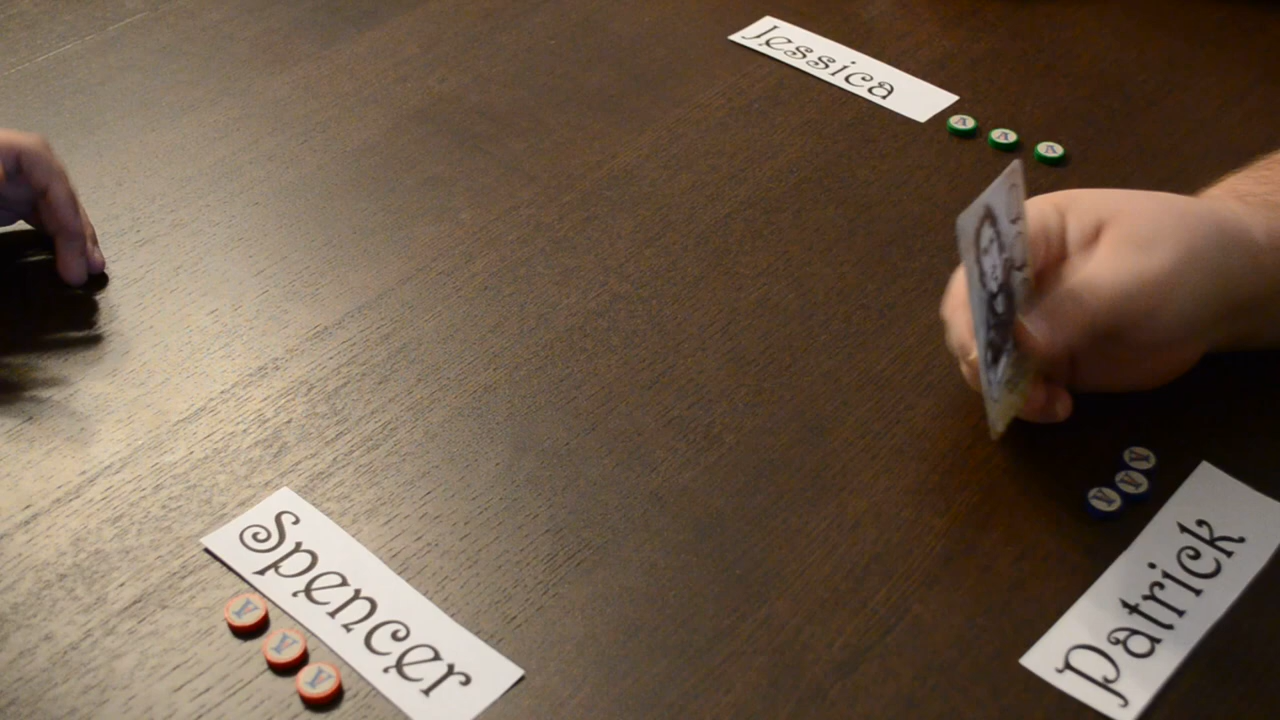 Jessica
A A A
V V V
Patrick
Spencer
V V V